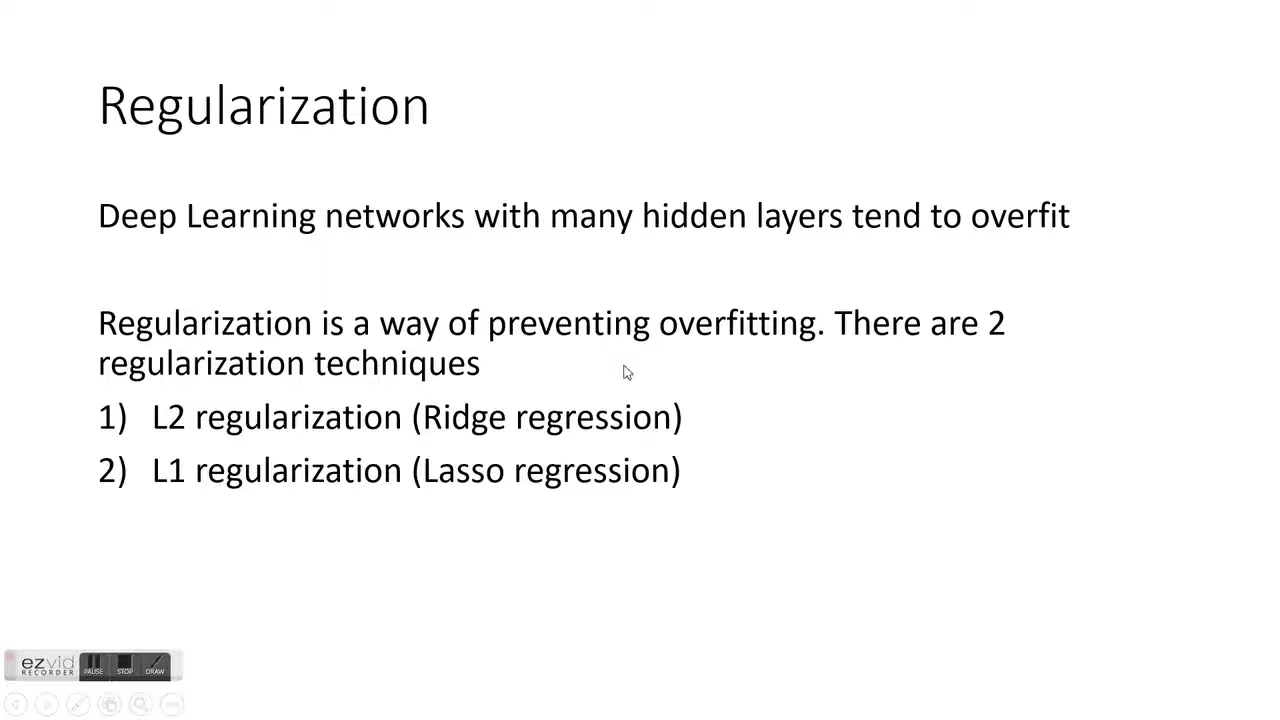 Regularization
Deep Learning networks with many hidden layers tend to overfit
Regularization is a way of preventing overfitting. There are 2
regularization techniques
1) L2 regularization (Ridge regression)
2) L1 regularization (Lasso regression)
ezvid
RECORDER
PAUSE STOP DRAW